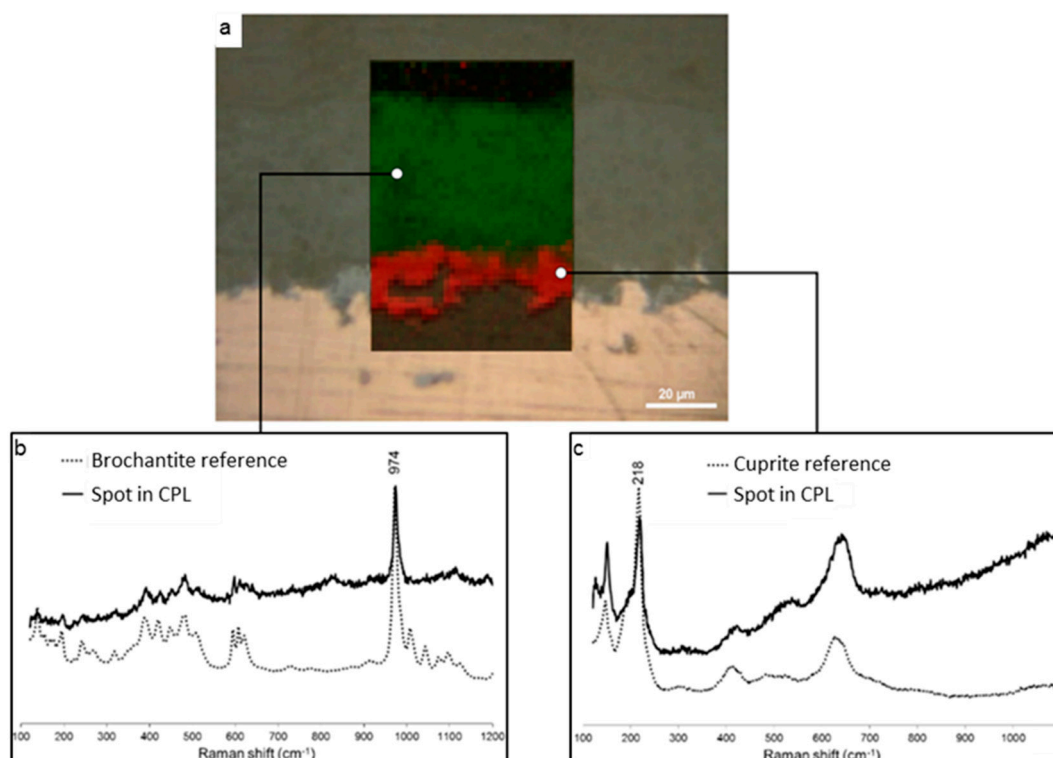 a
20 µm
b
Brochantite reference
Spot in CPL
974
100 200 300 400 500 600 700 800 900 1000 1100 1200
Raman shift (cm⁻¹)
c
Cuprite reference
Spot in CPL
218
100 200 300 400 500 600 700 800 900 1000
Raman shift (cm⁻¹)